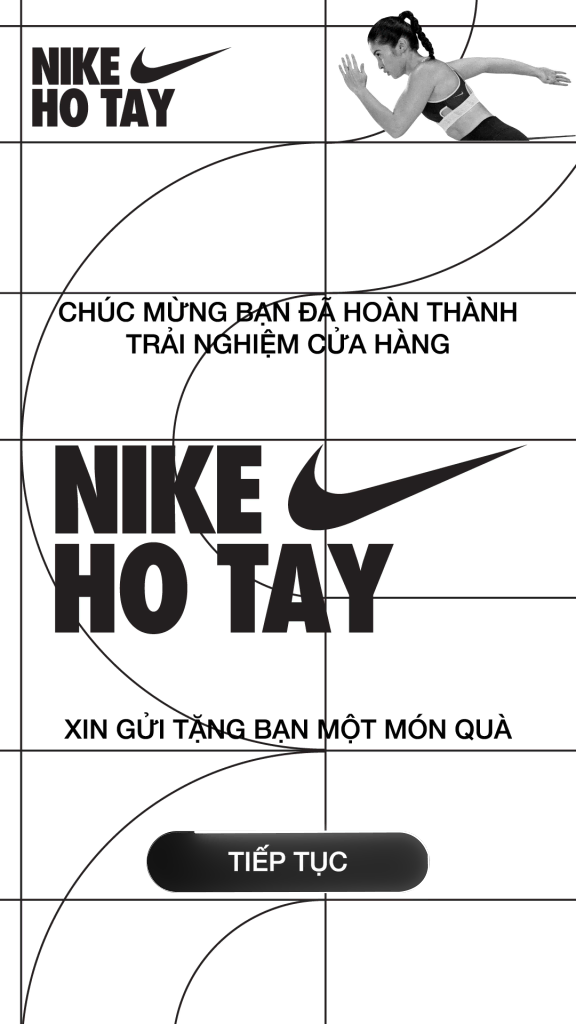 NIKE
HO TAY
CHÚC MỪNG BẠN ĐÃ HOÀN THÀNH
TRẢI NGHIỆM CỬA HÀNG
NIKE
HO TAY
XIN GỬI TẶNG BẠN MỘT MÓN QUÀ
TIẾP TỤC